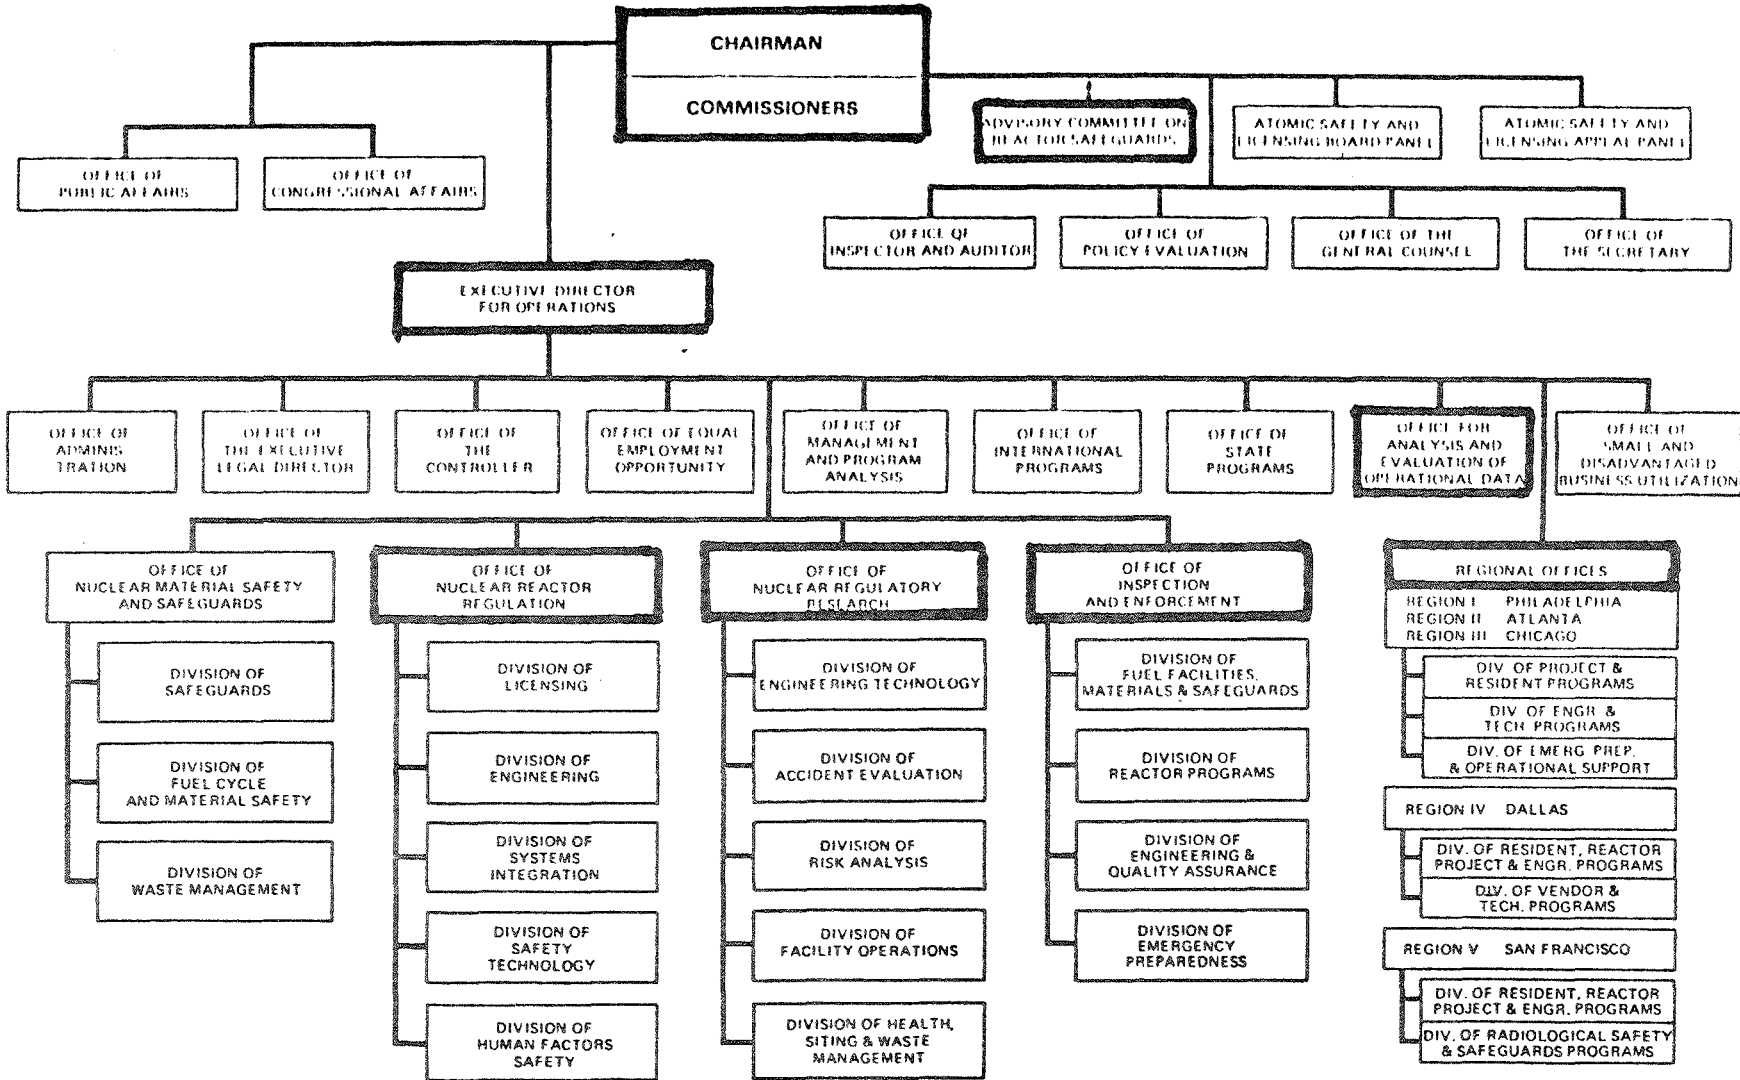 CHAIRMAN
COMMISSIONERS
ADVISORY COMMITTEE ON
REACTOR SAFEGUARDS
ATOMIC SAFETY AND
LICENSING BOARD PANEL
ATOMIC SAFETY AND
LICENSING APPEAL PANEL
OFFICE OF
PUBLIC AFFAIRS
OFFICE OF
CONGRESSIONAL AFFAIRS
OFFICE OF
INSPECTOR AND AUDITOR
OFFICE OF
POLICY EVALUATION
OFFICE OF THE
GENERAL COUNSEL
OFFICE OF
THE SECRETARY
EXECUTIVE DIRECTOR
FOR OPERATIONS
OFFICE OF
ADMINIS
TRATION
OFFICE OF
THE EXECUTIVE
LEGAL DIRECTOR
OFFICE OF
THE
CONTROLLER
OFFICE OF EQUAL
EMPLOYMENT
OPPORTUNITY
OFFICE OF
MANAGEMENT
AND PROGRAM
ANALYSIS
OFFICE OF
INTERNATIONAL
PROGRAMS
OFFICE OF
STATE
PROGRAMS
OFFICE FOR
ANALYSIS AND
EVALUATION OF
OPERATIONAL DATA
OFFICE OF
SMALL AND
DISADVANTAGED
BUSINESS UTILIZATION
OFFICE OF
NUCLEAR MATERIAL SAFETY
AND SAFEGUARDS
DIVISION OF
SAFEGUARDS
DIVISION OF
FUEL CYCLE
AND MATERIAL SAFETY
DIVISION OF
WASTE MANAGEMENT
OFFICE OF
NUCLEAR REACTOR
REGULATION
DIVISION OF
LICENSING
DIVISION OF
ENGINEERING
DIVISION OF
SYSTEMS
INTEGRATION
DIVISION OF
SAFETY
TECHNOLOGY
DIVISION OF
HUMAN FACTORS
SAFETY
OFFICE OF
NUCLEAR REGULATORY
RESEARCH
DIVISION OF
ENGINEERING TECHNOLOGY
DIVISION OF
ACCIDENT EVALUATION
DIVISION OF
RISK ANALYSIS
DIVISION OF
FACILITY OPERATIONS
DIVISION OF HEALTH,
SITING & WASTE
MANAGEMENT
OFFICE OF
INSPECTION
AND ENFORCEMENT
DIVISION OF
FUEL FACILITIES,
MATERIALS & SAFEGUARDS
DIVISION OF
REACTOR PROGRAMS
DIVISION OF
ENGINEERING &
QUALITY ASSURANCE
DIVISION OF
EMERGENCY
PREPAREDNESS
REGIONAL OFFICES
REGION I PHILADELPHIA
REGION II ATLANTA
REGION III CHICAGO
DIV. OF PROJECT &
RESIDENT PROGRAMS
DIV. OF ENGR. &
TECH. PROGRAMS
DIV. OF EMERG PREP.
& OPERATIONAL SUPPORT
REGION IV DALLAS
DIV. OF RESIDENT, REACTOR
PROJECT & ENGR. PROGRAMS
DIV. OF VENDOR &
TECH. PROGRAMS
REGION V SAN FRANCISCO
DIV. OF RESIDENT, REACTOR
PROJECT & ENGR. PROGRAMS
DIV. OF RADIOLOGICAL SAFETY
& SAFEGUARDS PROGRAMS